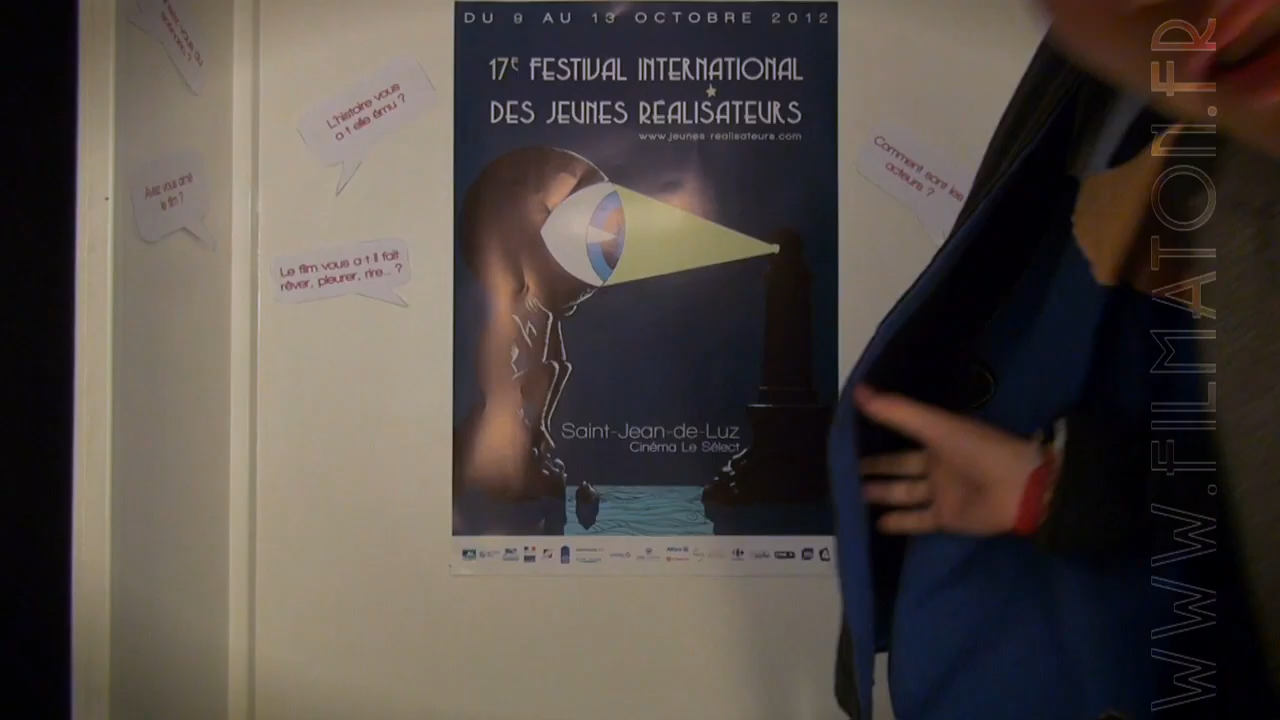 DU 9 AU 13 OCTOBRE 2012
17e FESTIVAL INTERNATIONAL
DES JEUNES RÉALISATEURS
www.jeunes-realisateurs.com
L'histoire vous
a t elle ému ?
Avez vous aimé
le film ?
Le film vous a t il fait
rêver, pleurer, rire... ?
Comment sont les
acteurs ?
Saint-Jean-de-Luz
Cinéma Le Sélect
WWW.FILMATON.FR